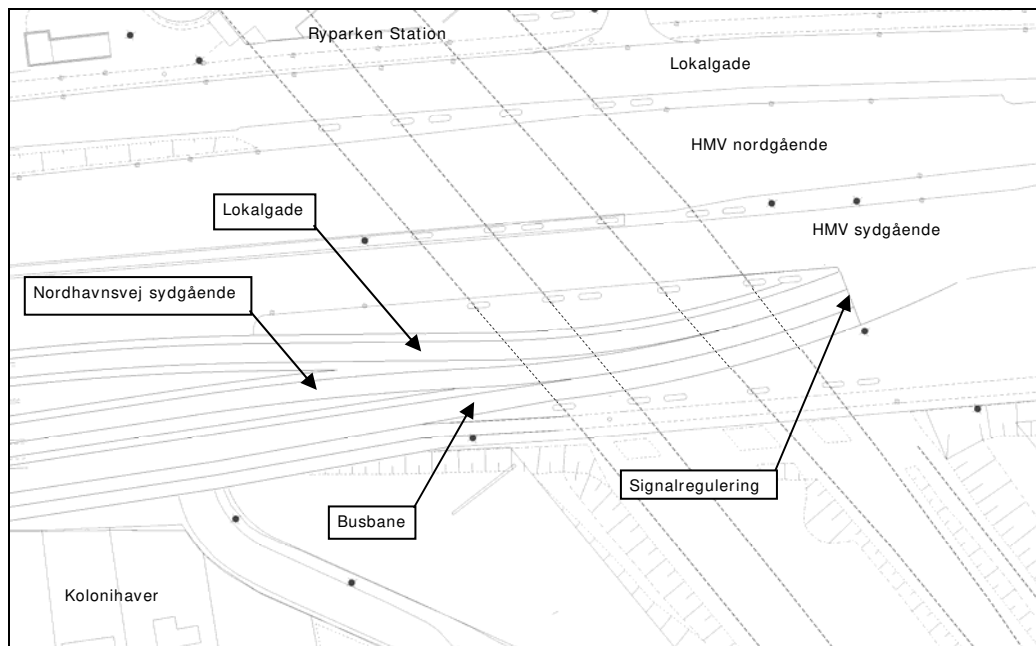 Ryparken Station
Lokalgade
HMV nordgående
Lokalgade
HMV sydgående
Nordhavnsvej sydgående
Signalregulering
Busbane
Kolonihaver